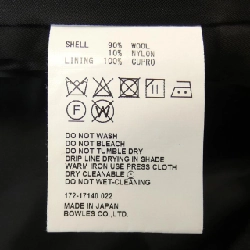 SHELL 90% WOOL
10% NYLON
LINING 100% CUPRO
F W
DO NOT WASH
DO NOT BLEACH
DO NOT TUMBLE DRY
DRIP LINE DRYING IN SHADE
WARM IRON USE PRESS CLOTH
DRY CLEANABLE Ⓕ
DO NOT WET-CLEANING
172-17140 022
MADE IN JAPAN
BOWLES CO.,LTD.